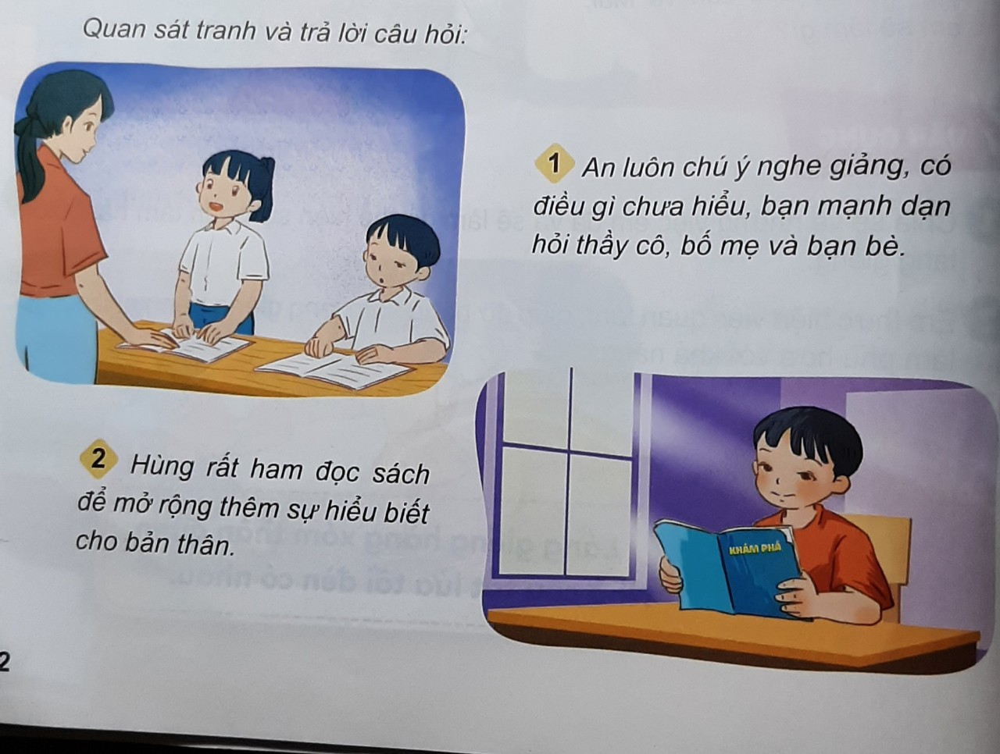 Quan sát tranh và trả lời câu hỏi:
1 An luôn chú ý nghe giảng, có
điều gì chưa hiểu, bạn mạnh dạn
hỏi thầy cô, bố mẹ và bạn bè.
2 Hùng rất ham đọc sách
để mở rộng thêm sự hiểu biết
cho bản thân.
KHÁM PHÁ
2